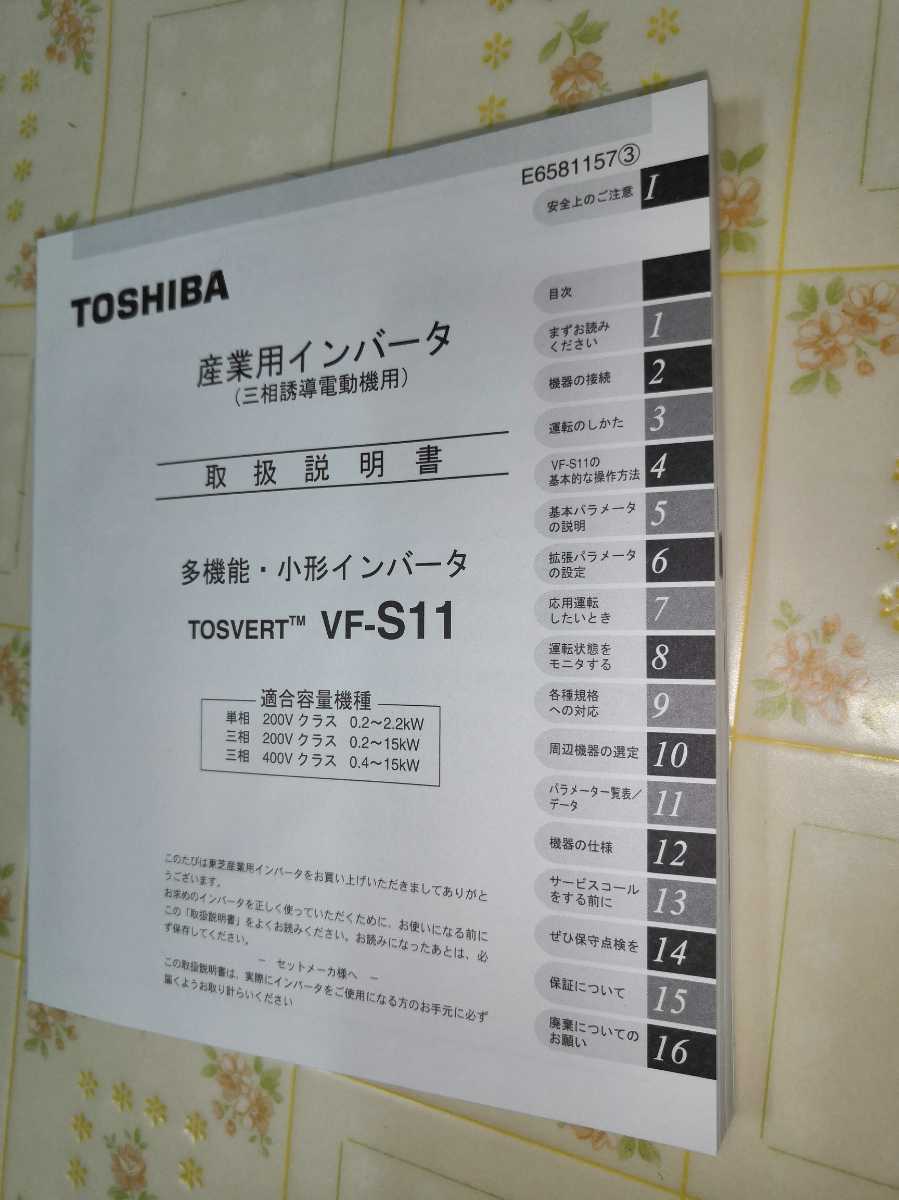 E6581157③
TOSHIBA
産業用インバータ
(三相誘導電動機用)
取扱説明書
多機能・小形インバータ
TOSVERT™ VF-S11
適合容量機種
単相 200V クラス 0.2～2.2kW
三相 200V クラス 0.2～15kW
三相 400V クラス 0.4～15kW
このたびは東芝産業用インバータをお買い上げいただきましてありがと
うございます。
お求めのインバータを正しく使っていただくために、お使いになる前に
この「取扱説明書」をよくお読みください。お読みになったあとは、必
ず保存してください。
－ セットメーカ様へ －
この取扱説明書は、実際にインバータをご使用になる方のお手元に必ず
届くようお取り計らいください
安全上のご注意 I
目次
まずお読み
ください 1
機器の接続 2
運転のしかた 3
VF-S11の
基本的な操作方法 4
基本パラメータ
の説明 5
拡張パラメータ
の設定 6
応用運転
したいとき 7
運転状態を
モニタする 8
各種規格
への対応 9
周辺機器の選定 10
パラメータ一覧表／
データ 11
機器の仕様 12
サービスコール
をする前に 13
ぜひ保守点検を 14
保証について 15
廃棄についての
お願い 16